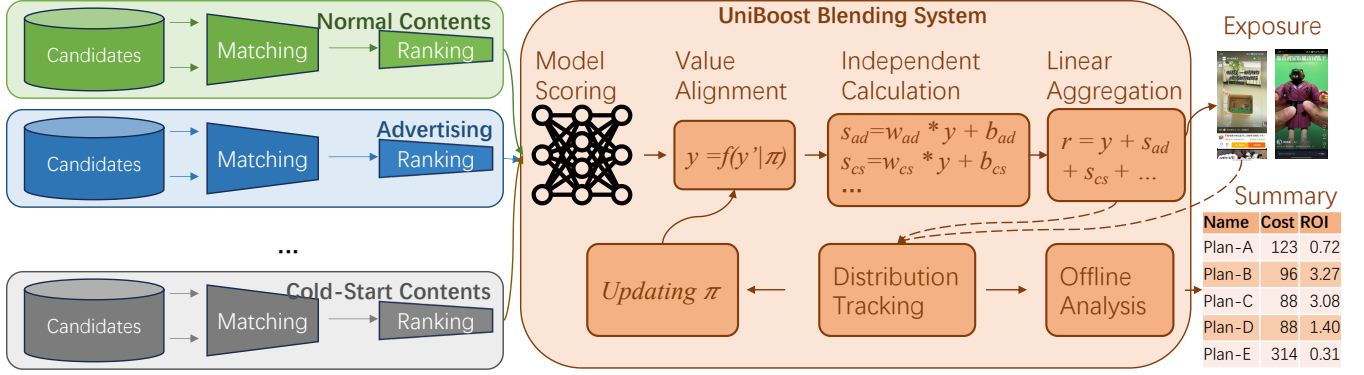 Normal Contents
Candidates
Matching
Ranking
Advertising
Candidates
Matching
Ranking
...
Cold-Start Contents
Candidates
Matching
Ranking
UniBoost Blending System
Model
Scoring
Value
Alignment
y =f(y'|π)
Independent
Calculation
s_ad=w_ad * y + b_ad
s_cs=w_cs * y + b_cs
...
Linear
Aggregation
r = y + s_ad
+ s_cs + ...
Updating π
Distribution
Tracking
Offline
Analysis
Exposure
Summary
Name Cost ROI
Plan-A 123 0.72
Plan-B 96 3.27
Plan-C 88 3.08
Plan-D 88 1.40
Plan-E 314 0.31